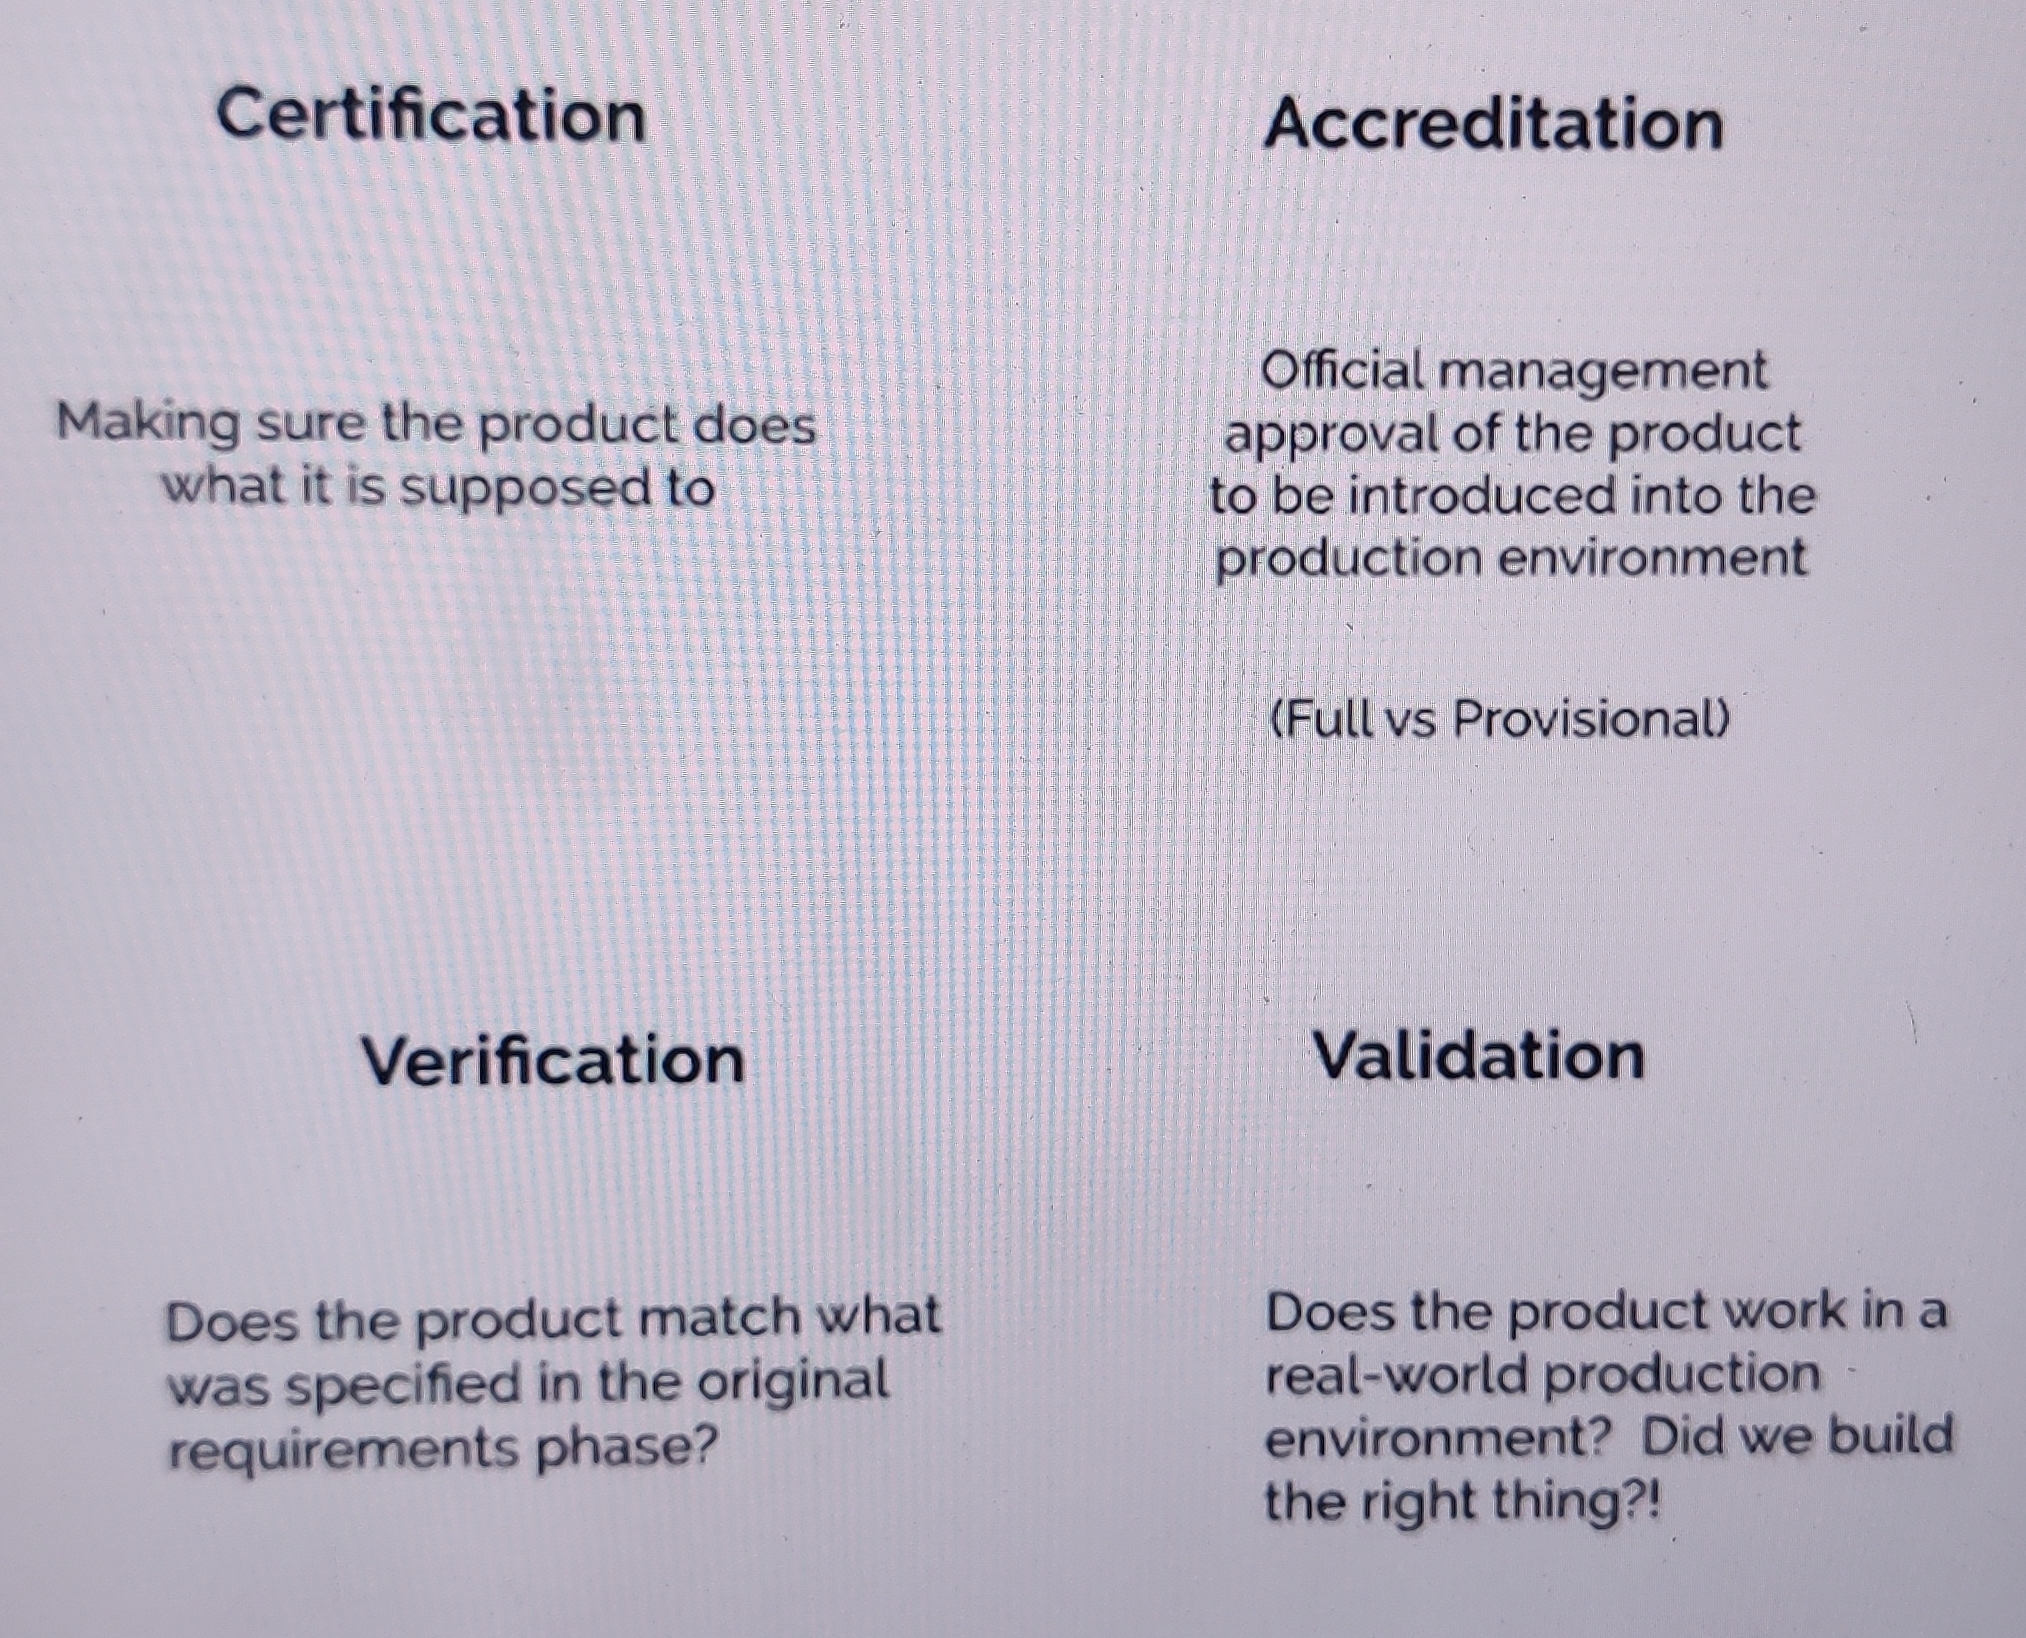 Certification
Making sure the product does
what it is supposed to
Accreditation
Official management
approval of the product
to be introduced into the
production environment
(Full vs Provisional)
Verification
Does the product match what
was specified in the original
requirements phase?
Validation
Does the product work in a
real-world production
environment?  Did we build
the right thing?!